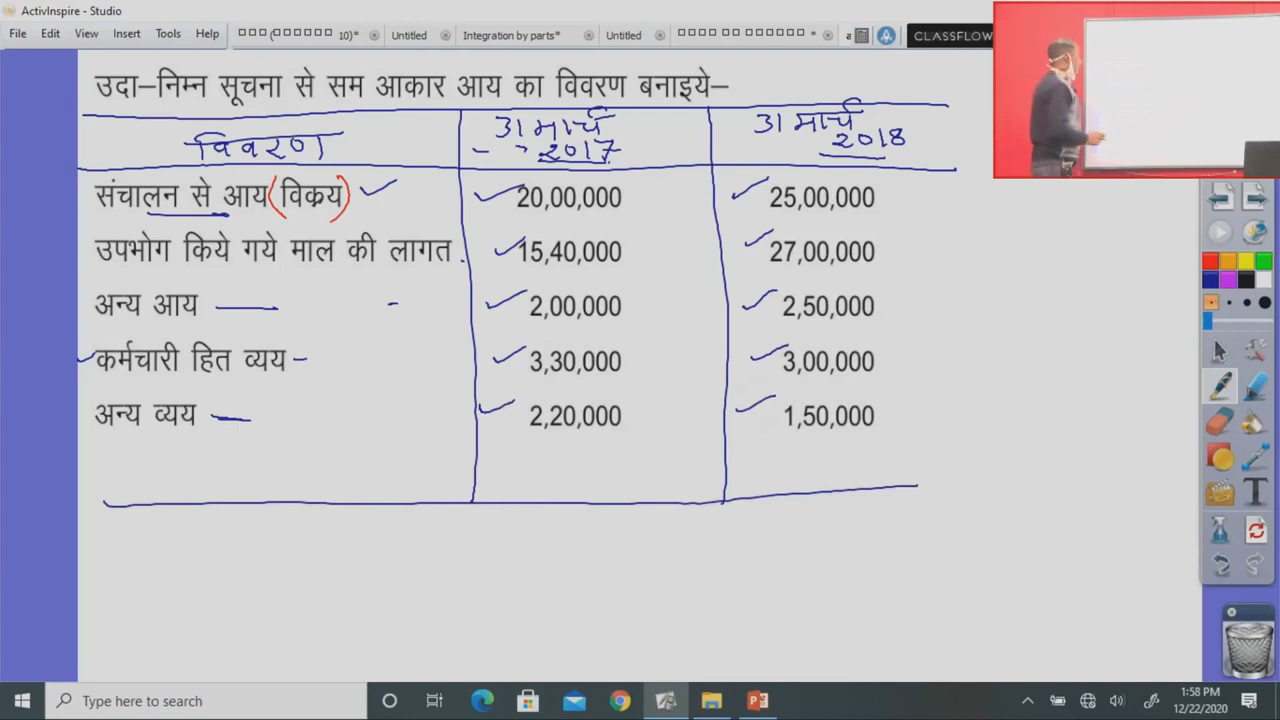 ActivInspire - Studio
File Edit View Insert Tools Help
10)* Untitled Integration by parts* Untitled a CLASSFLOW
उदा–निम्न सूचना से सम आकार आय का विवरण बनाइये–
विवरण 31 मार्च 2017 31 मार्च 2018
संचालन से आय (विक्रय) 20,00,000 25,00,000
उपभोग किये गये माल की लागत 15,40,000 27,00,000
अन्य आय 2,00,000 2,50,000
कर्मचारी हित व्यय 3,30,000 3,00,000
अन्य व्यय 2,20,000 1,50,000
Type here to search
1:58 PM
12/22/2020